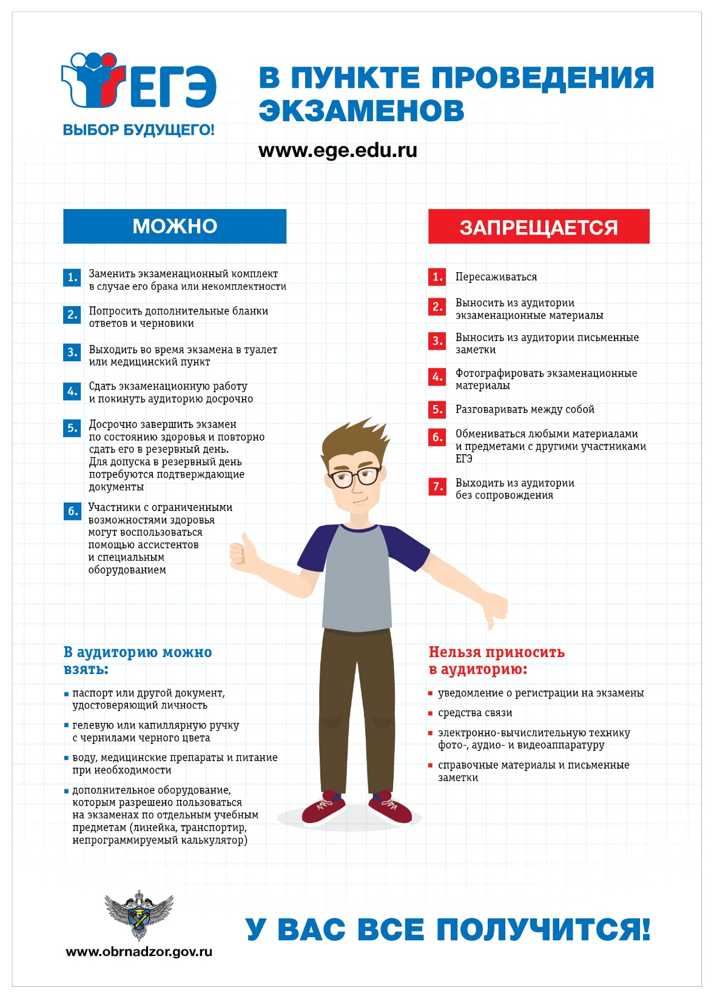 ЕГЭ
ВЫБОР БУДУЩЕГО!
В ПУНКТЕ ПРОВЕДЕНИЯ
ЭКЗАМЕНОВ
www.ege.edu.ru
МОЖНО
1. Заменить экзаменационный комплект
в случае его брака или некомплектности
2. Попросить дополнительные бланки
ответов и черновики
3. Выходить во время экзамена в туалет
или медицинский пункт
4. Сдать экзаменационную работу
и покинуть аудиторию досрочно
5. Досрочно завершить экзамен
по состоянию здоровья и повторно
сдать его в резервный день.
Для допуска в резервный день
потребуются подтверждающие
документы
6. Участники с ограниченными
возможностями здоровья
могут воспользоваться
помощью ассистентов
и специальным
оборудованием
ЗАПРЕЩАЕТСЯ
1. Пересаживаться
2. Выносить из аудитории
экзаменационные материалы
3. Выносить из аудитории письменные
заметки
4. Фотографировать экзаменационные
материалы
5. Разговаривать между собой
6. Обмениваться любыми материалами
и предметами с другими участниками
ЕГЭ
7. Выходить из аудитории
без сопровождения
В аудиторию можно
взять:
паспорт или другой документ,
удостоверяющий личность
гелевую или капиллярную ручку
с чернилами черного цвета
воду, медицинские препараты и питание
при необходимости
дополнительное оборудование,
которым разрешено пользоваться
на экзаменах по отдельным учебным
предметам (линейка, транспортир,
непрограммируемый калькулятор)
Нельзя приносить
в аудиторию:
уведомление о регистрации на экзамены
средства связи
электронно-вычислительную технику
фото-, аудио- и видеоаппаратуру
справочные материалы и письменные
заметки
www.obrnadzor.gov.ru
У ВАС ВСЕ ПОЛУЧИТСЯ!